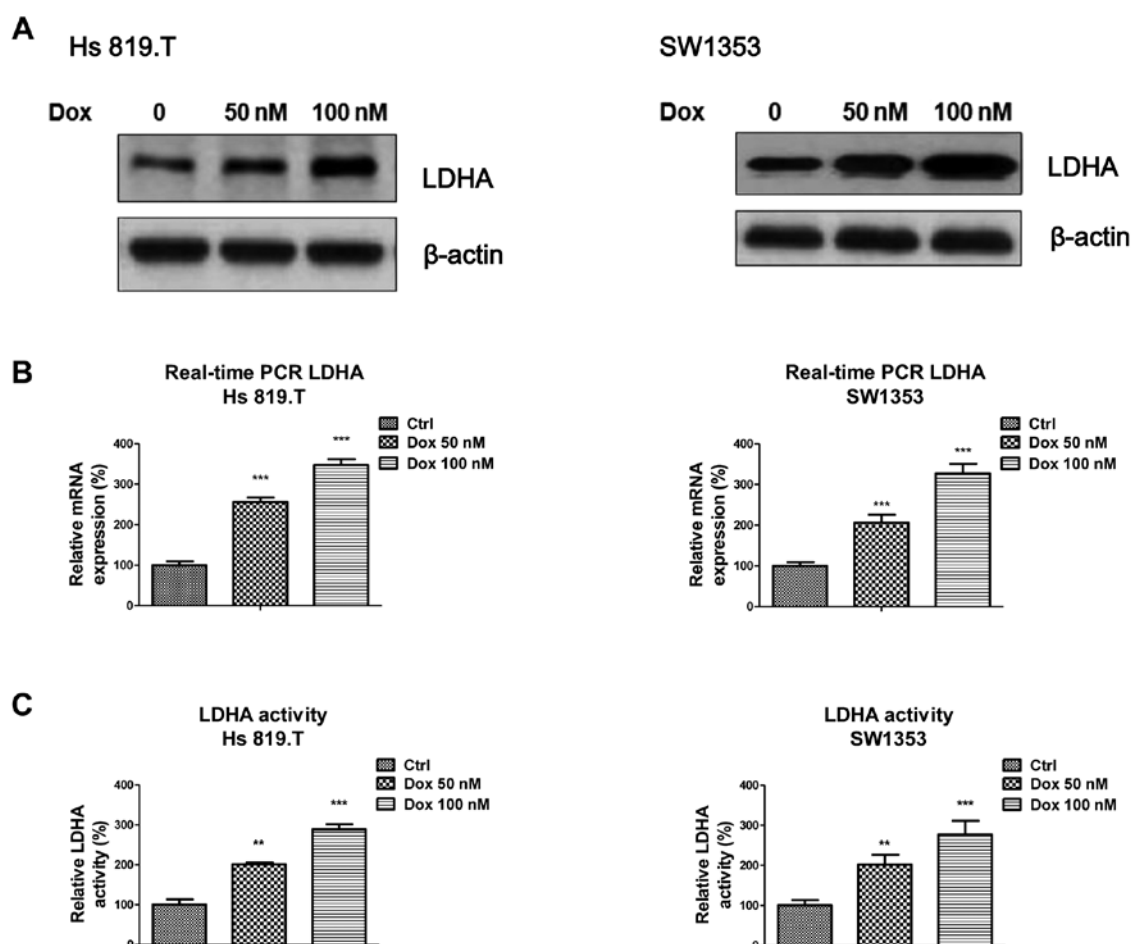 A
Hs 819.T
SW1353
Dox 0 50 nM 100 nM
LDHA
β-actin
Dox 0 50 nM 100 nM
LDHA
β-actin
B
Real-time PCR LDHA
Hs 819.T
Relative mRNA
expression (%)
400
300
200
100
0
***
***
Ctrl
Dox 50 nM
Dox 100 nM
Real-time PCR LDHA
SW1353
Relative mRNA
expression (%)
400
300
200
100
0
***
***
Ctrl
Dox 50 nM
Dox 100 nM
C
LDHA activity
Hs 819.T
Relative LDHA
activity (%)
400
300
200
100
0
**
***
Ctrl
Dox 50 nM
Dox 100 nM
LDHA activity
SW1353
Relative LDHA
activity (%)
400
300
200
100
0
**
***
Ctrl
Dox 50 nM
Dox 100 nM